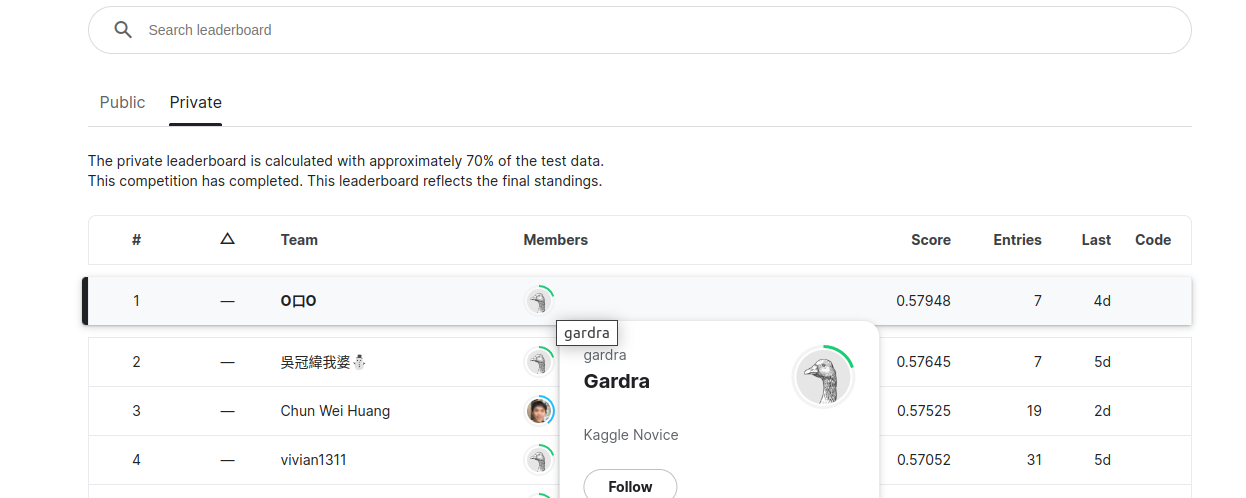 Search leaderboard
Public Private
The private leaderboard is calculated with approximately 70% of the test data.
This competition has completed. This leaderboard reflects the final standings.
# △ Team Members Score Entries Last Code
1 — O口O 0.57948 7 4d
gardra
gardra
Gardra
Kaggle Novice
Follow
2 — 吳冠緯我婆⛄ 0.57645 7 5d
3 — Chun Wei Huang 0.57525 19 2d
4 — vivian1311 0.57052 31 5d